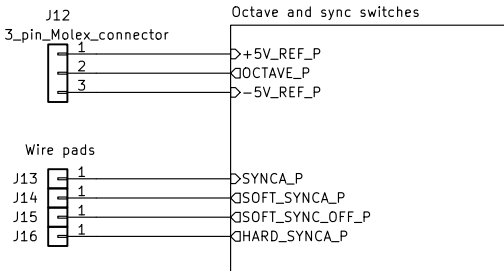 J12
Octave and sync switches
3_pin_Molex_connector
1 +5V_REF_P
2 OCTAVE_P
3 -5V_REF_P
Wire pads
J13 1 SYNCA_P
J14 1 SOFT_SYNCA_P
J15 1 SOFT_SYNC_OFF_P
J16 1 HARD_SYNCA_P